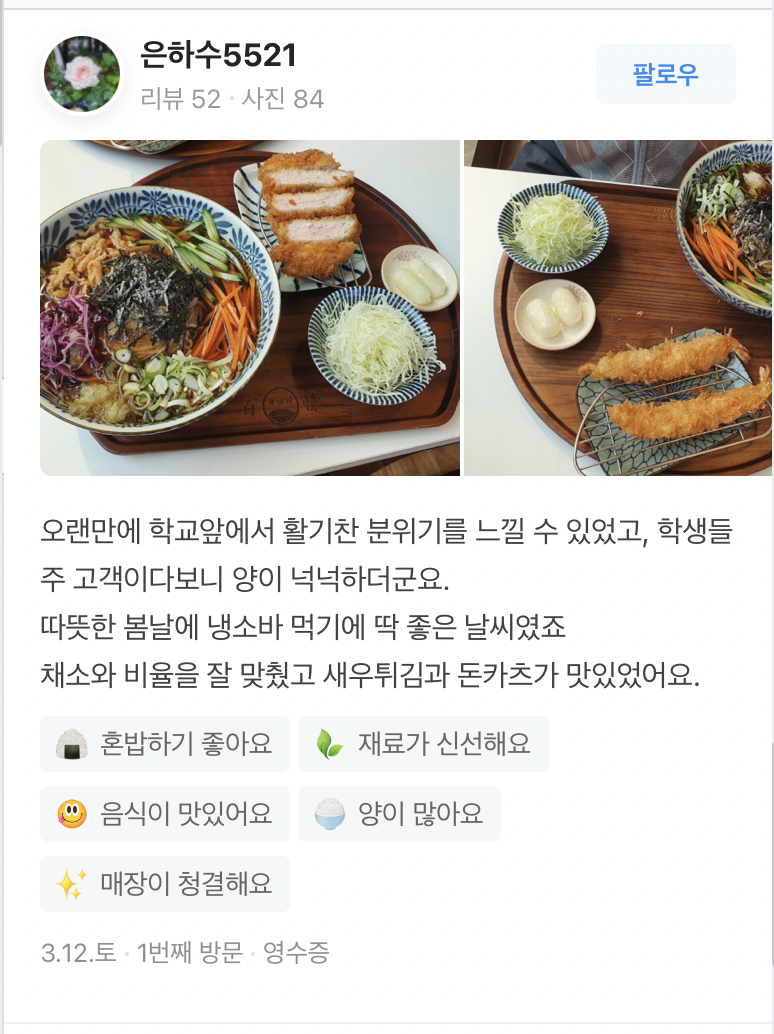 은하수5521
리뷰 52 · 사진 84
팔로우
오랜만에 학교앞에서 활기찬 분위기를 느낄 수 있었고, 학생들
주 고객이다보니 양이 넉넉하더군요.
따뜻한 봄날에 냉소바 먹기에 딱 좋은 날씨였죠
채소와 비율을 잘 맞췄고 새우튀김과 돈카츠가 맛있었어요.
혼밥하기 좋아요
재료가 신선해요
음식이 맛있어요
양이 많아요
매장이 청결해요
3.12.토 · 1번째 방문 · 영수증